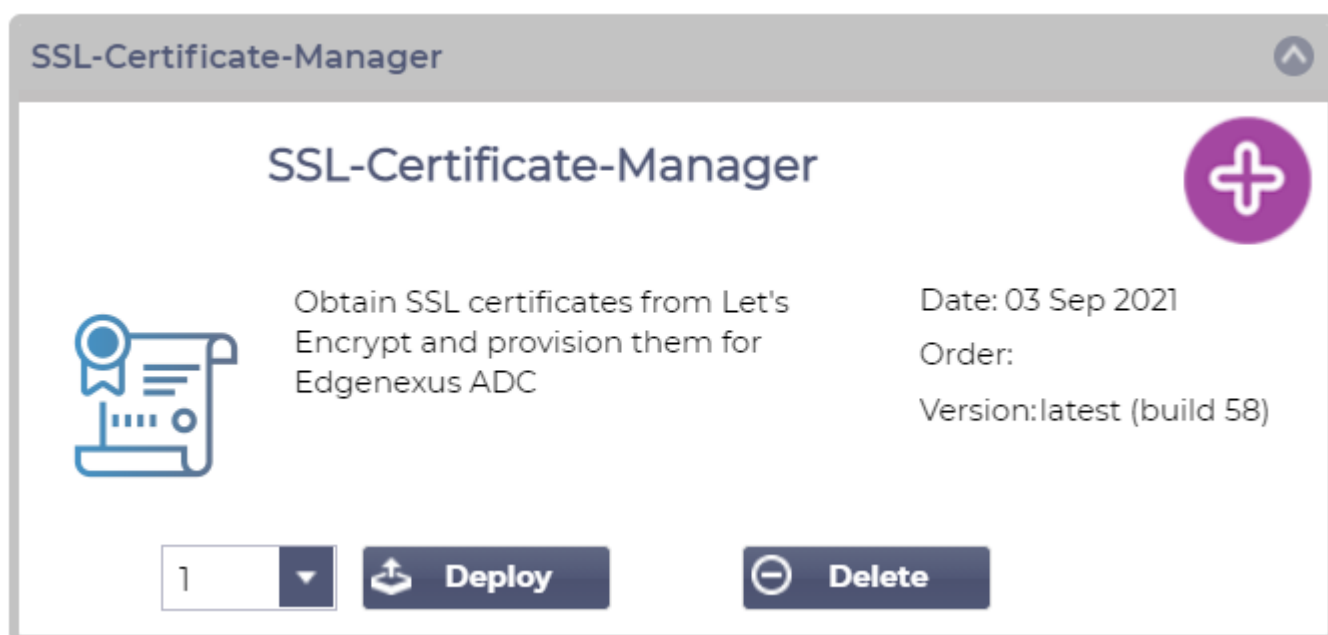 SSL-Certificate-Manager
SSL-Certificate-Manager
Obtain SSL certificates from Let's
Encrypt and provision them for
Edgenexus ADC
Date: 03 Sep 2021
Order:
Version:latest (build 58)
1
Deploy
Delete